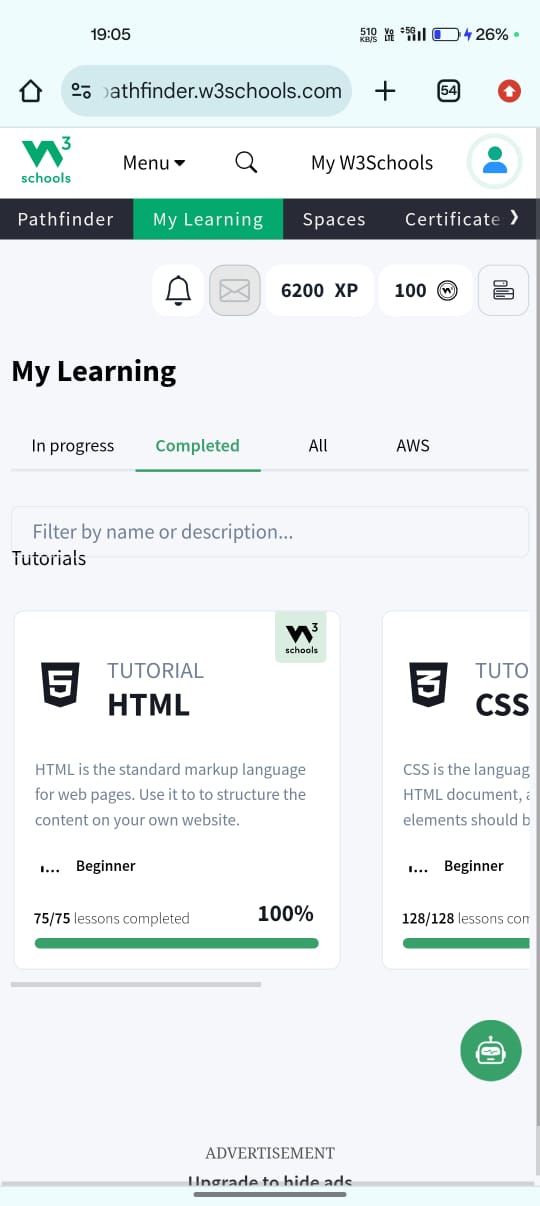 19:05
510 KB/S Vo LTE 5G 26%
54
pathfinder.w3schools.com
3
schools
Menu
My W3Schools
Pathfinder My Learning Spaces Certificate
6200 XP 100
My Learning
In progress Completed All AWS
Filter by name or description...
Tutorials
3
schools
TUTORIAL
HTML
HTML is the standard markup language
for web pages. Use it to to structure the
content on your own website.
Beginner
75/75 lessons completed
100%
TUTO
CSS
CSS is the languag
HTML document, a
elements should b
Beginner
128/128 lessons com
ADVERTISEMENT
Upgrade to hide ads